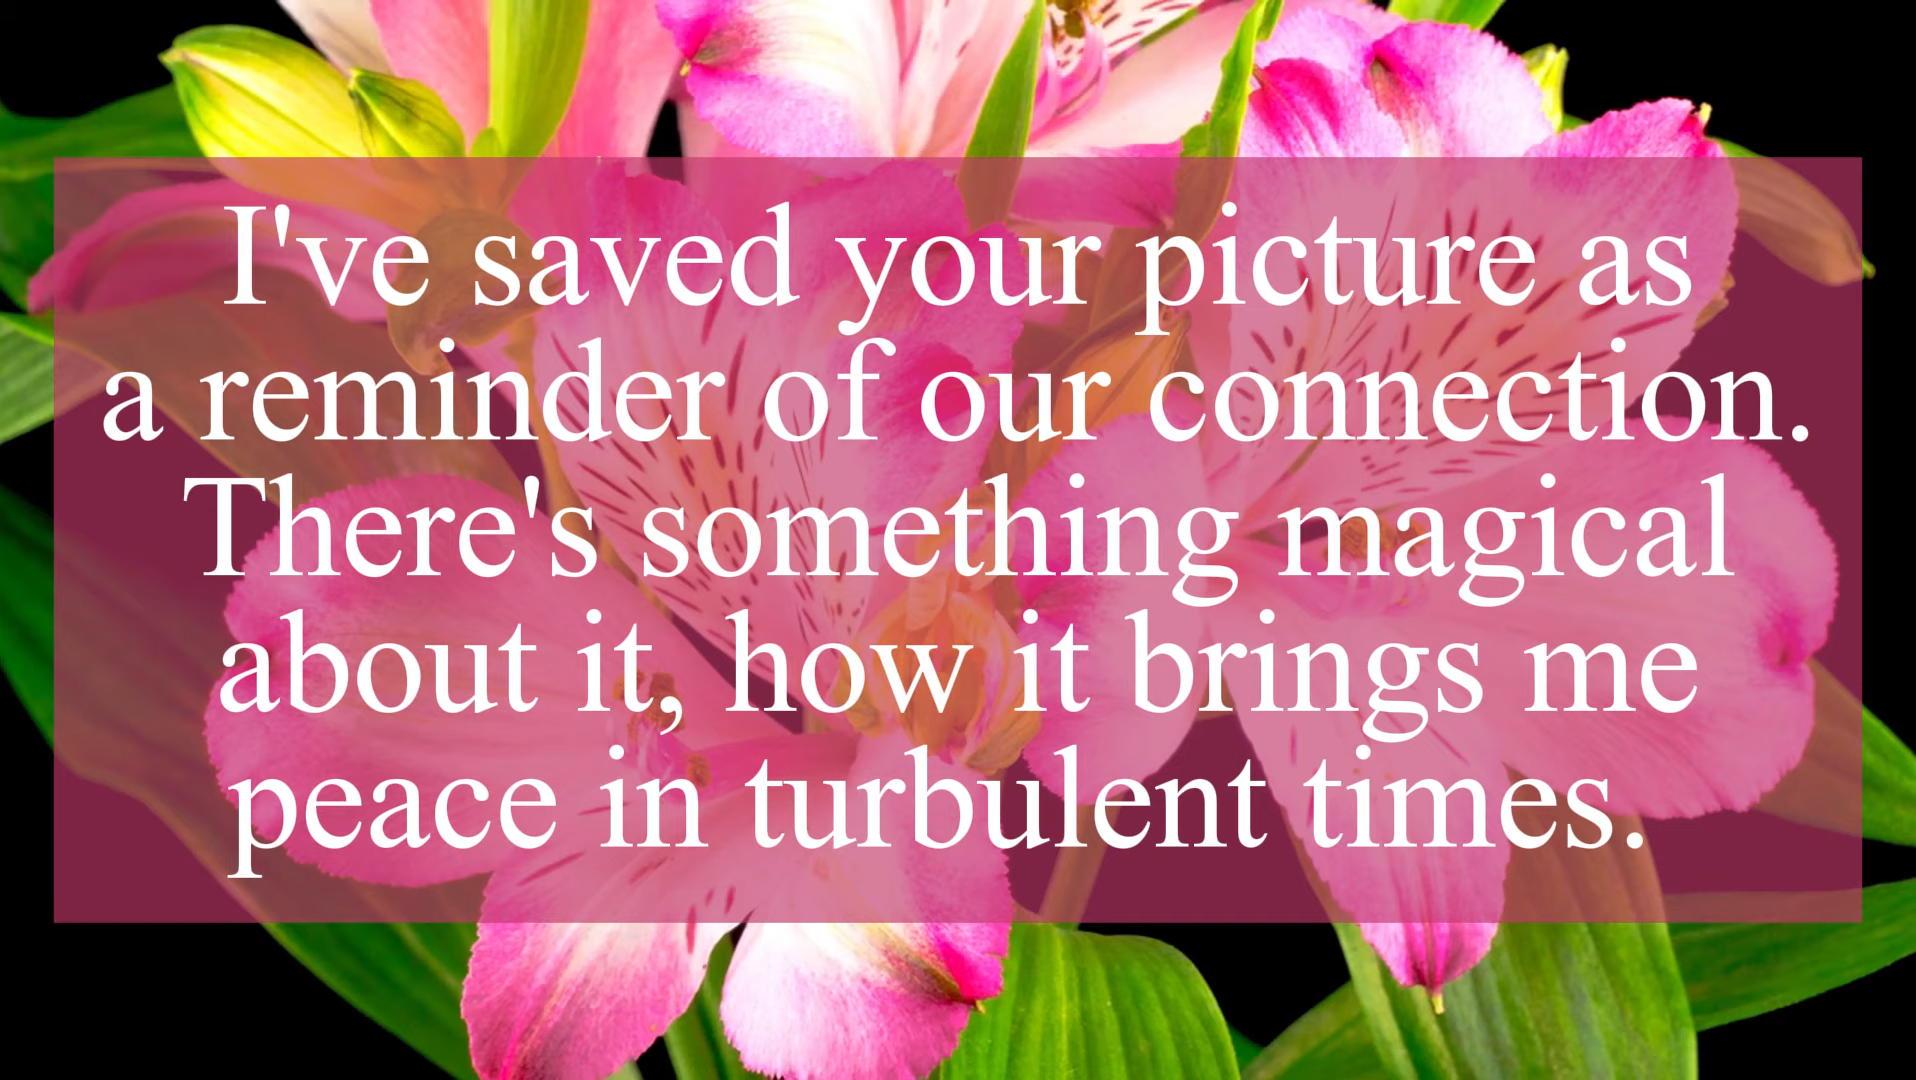 I've saved your picture as
a reminder of our connection.
There's something magical
about it, how it brings me
peace in turbulent times.